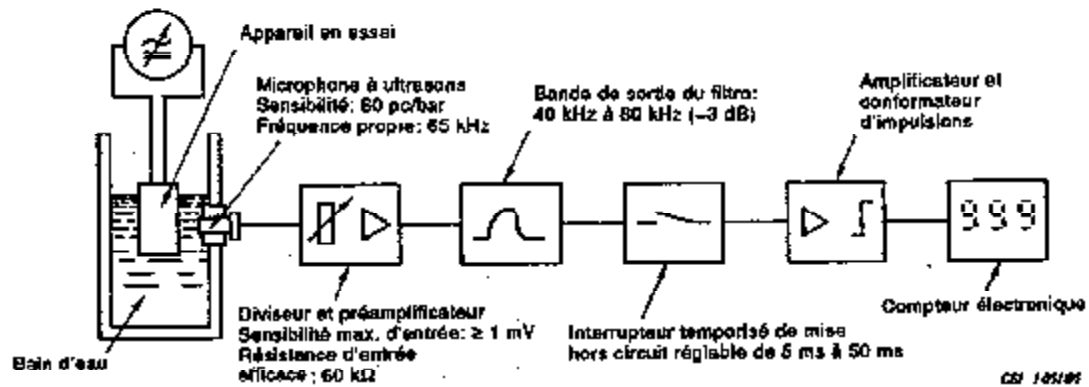 Appareil en essai
Microphone à ultrasons
Sensibilité: 60 pc/bar
Fréquence propre: 65 kHz
Bande de sortie du filtre:
40 kHz à 80 kHz (–3 dB)
Amplificateur et
conformateur
d'impulsions
999
Diviseur et préamplificateur
Sensibilité max. d'entrée: ≥ 1 mV
Résistance d'entrée
efficace ; 60 kΩ
Interrupteur temporisé de mise
hors circuit réglable de 5 ms à 50 ms
Compteur électronique
Bain d'eau